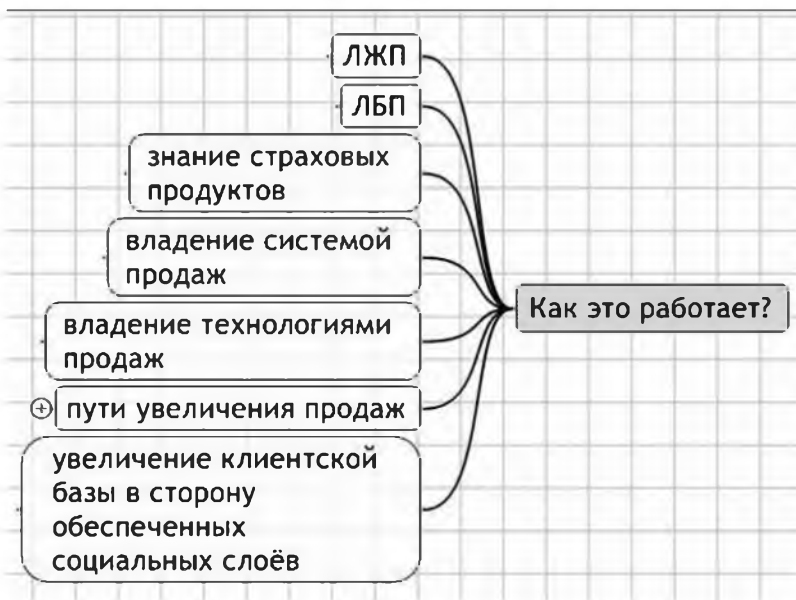 ЛЖП
ЛБП
знание страховых
продуктов
владение системой
продаж
владение технологиями
продаж
пути увеличения продаж
увеличение клиентской
базы в сторону
обеспеченных
социальных слоёв
Как это работает?